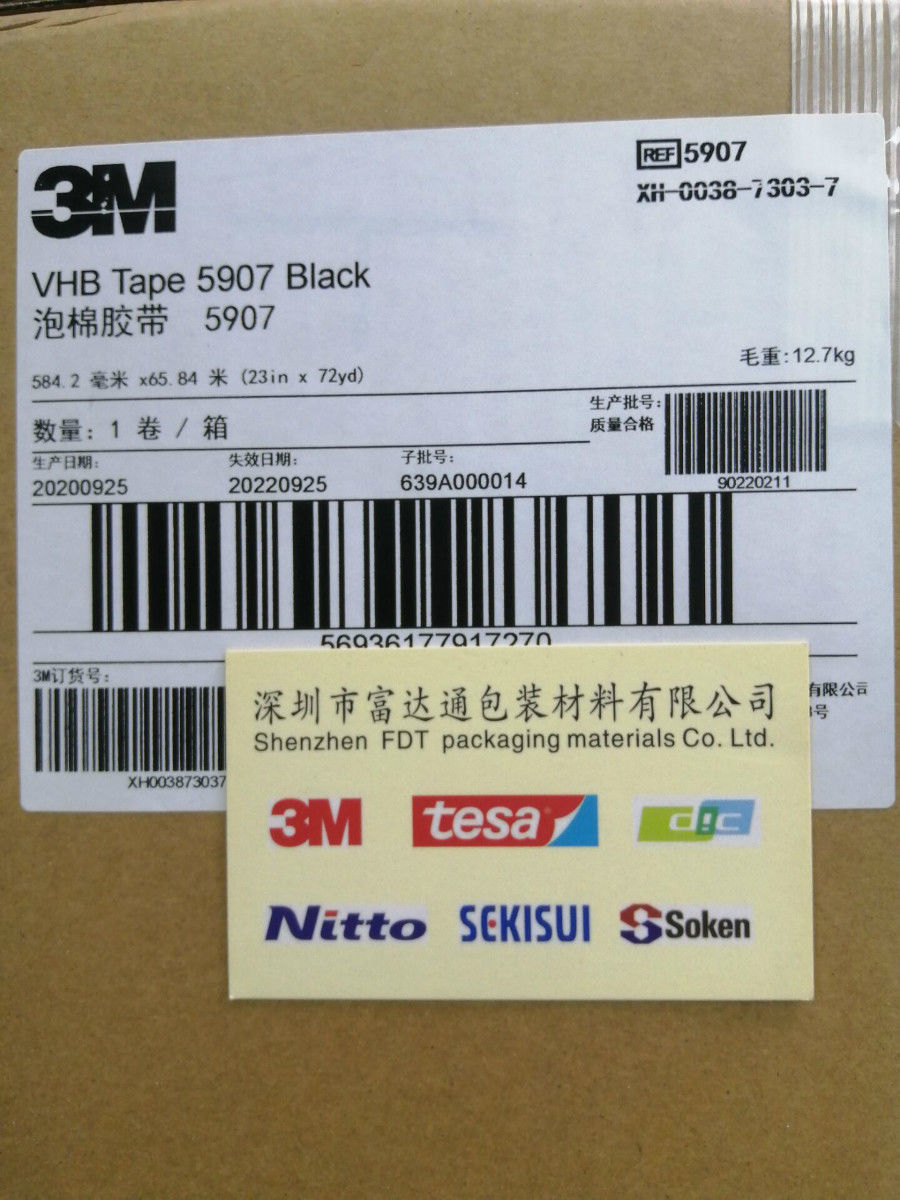 3M
REF 5907
XH-0038-7303-7
VHB Tape 5907 Black
泡棉胶带 5907
毛重:12.7kg
584.2 毫米 x65.84 米 (23in x 72yd)
数量: 1 卷 / 箱
生产批号:
质量合格
90220211
生产日期:
失效日期:
子批号:
20200925
20220925
639A000014
56936177917270
3M订货号:
XH003873037
有限公司
号
深圳市富达通包装材料有限公司
Shenzhen FDT packaging materials Co. Ltd.
3M
tesa
dic
Nitto
SEKISUI
Soken